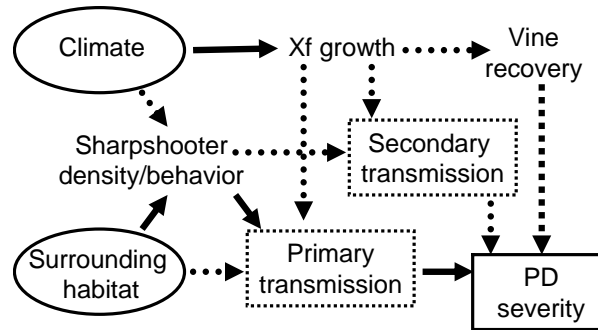 Climate
Xf growth
Vine
recovery
Sharpshooter
density/behavior
Secondary
transmission
Surrounding
habitat
Primary
transmission
PD
severity